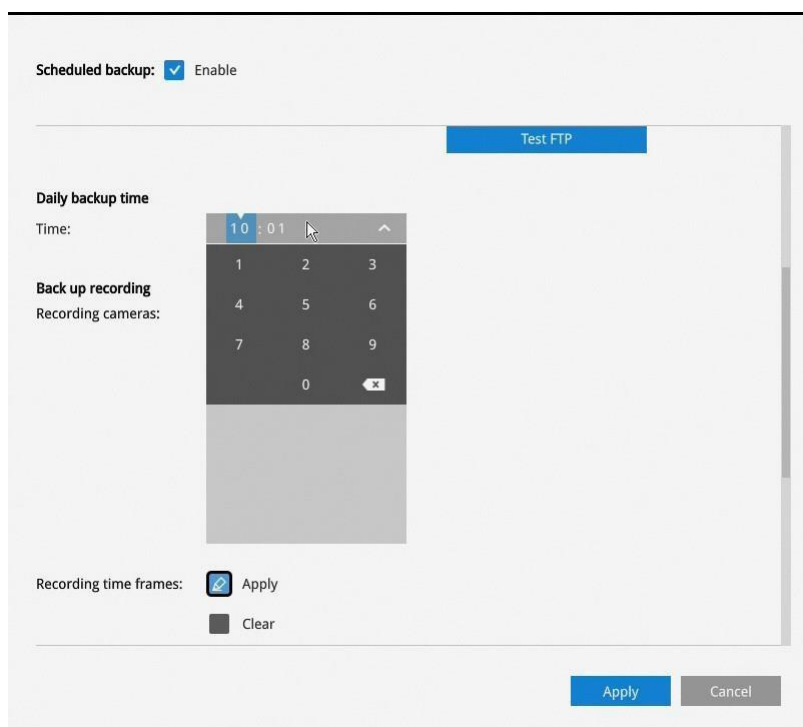 Scheduled backup: Enable
Test FTP
Daily backup time
Time: 10:01
1 2 3
Back up recording
4 5 6
Recording cameras:
7 8 9
0 x
Recording time frames: Apply
Clear
Apply Cancel